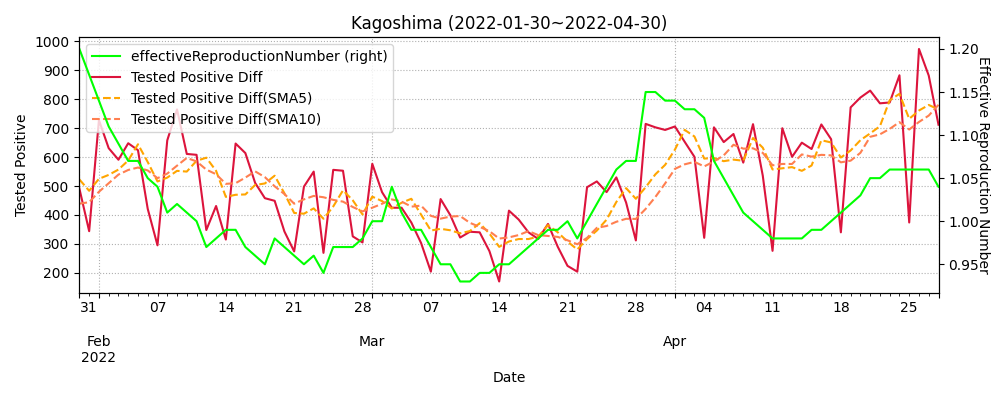 Kagoshima (2022-01-30~2022-04-30)
effectiveReproductionNumber (right)
Tested Positive Diff
Tested Positive Diff(SMA5)
Tested Positive Diff(SMA10)
Tested Positive
1000
900
800
700
600
500
400
300
200
Effective Reproduction Number
1.20
1.15
1.10
1.05
1.00
0.95
31 07 14 21 28 07 14 21 28 04 11 18 25
Feb Mar Apr
2022
Date